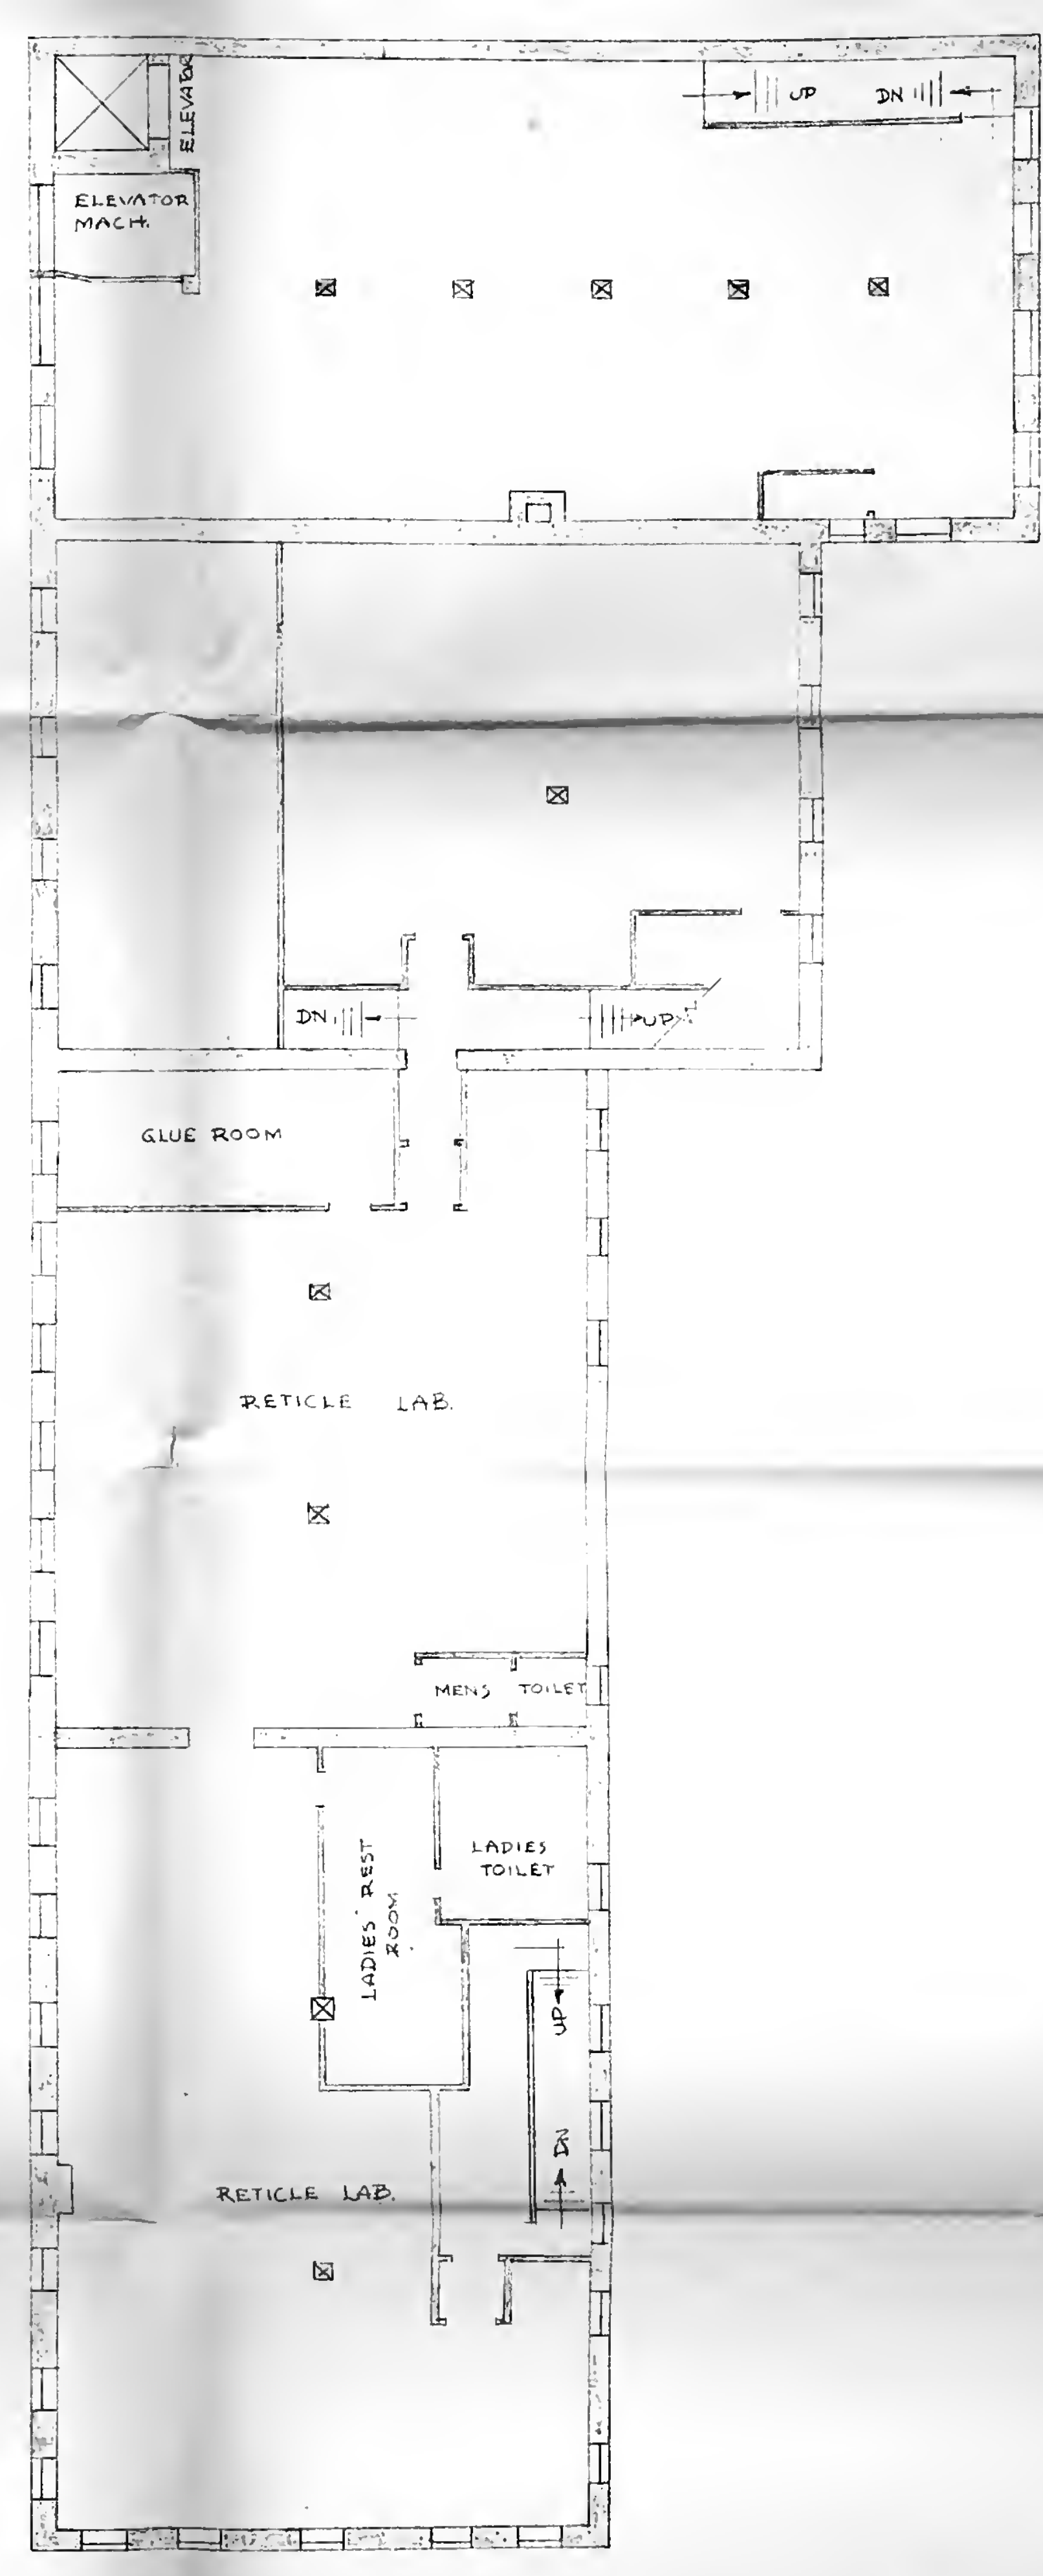 ELEVATOR
UP
DN
ELEVATOR
MACH.
DN
UP
GLUE ROOM
RETICLE LAB.
MENS TOILET
LADIES
TOILET
LADIES' REST
ROOM
UP
DN
RETICLE LAB.